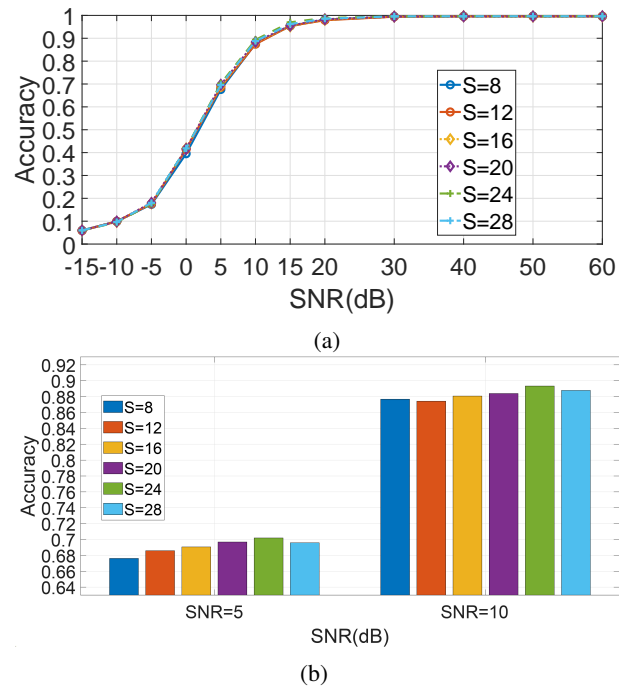 1
0.9
0.8
0.7
0.6
0.5
0.4
0.3
0.2
0.1
0
Accuracy
S=8
S=12
S=16
S=20
S=24
S=28
-15 -10 -5 0 5 10 15 20 30 40 50 60
SNR(dB)
(a)
0.92
0.9
0.88
0.86
0.84
0.82
0.8
0.78
0.76
0.74
0.72
0.7
0.68
0.66
0.64
Accuracy
S=8
S=12
S=16
S=20
S=24
S=28
SNR=5 SNR=10
SNR(dB)
(b)